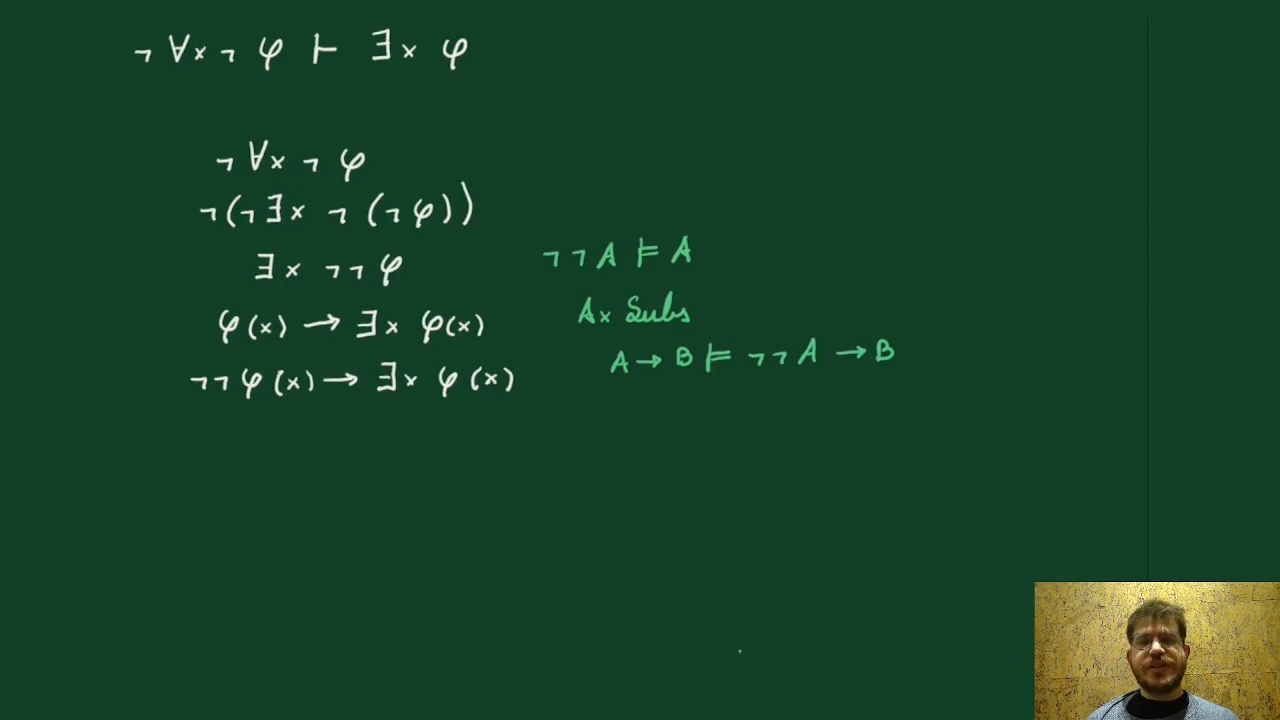 ¬ ∀x ¬ φ ⊢ ∃x φ
¬ ∀x ¬ φ
¬(¬∃x ¬ (¬φ))
∃x ¬¬φ ¬¬A ⊨ A
φ(x) → ∃x φ(x) Ax Subs
¬¬φ(x) → ∃x φ(x) A → B ⊨ ¬¬A → B